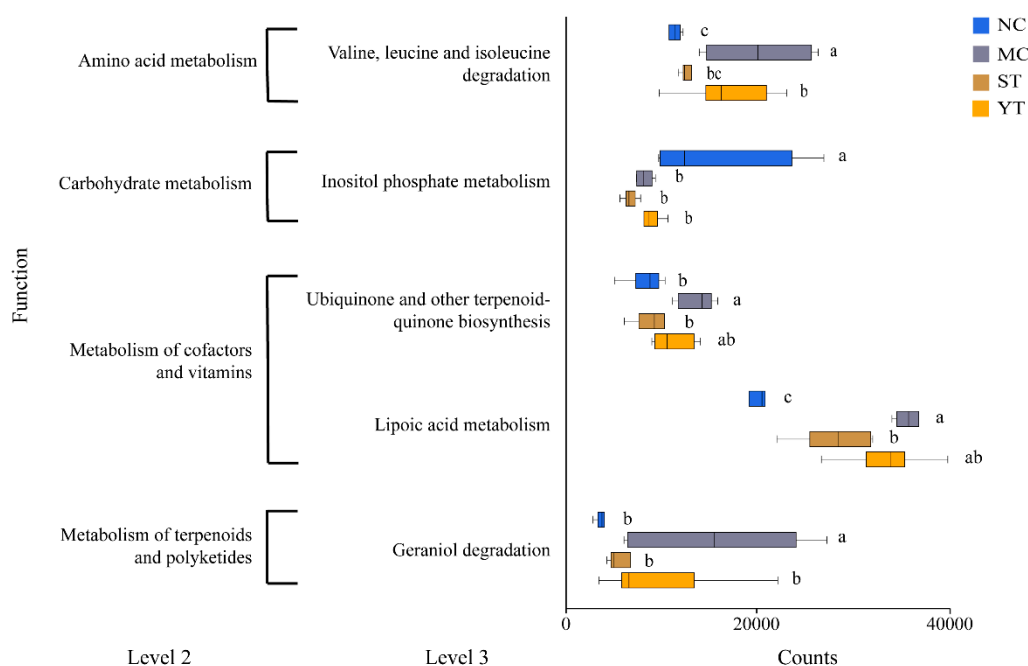 NC
MC
ST
YT
Amino acid metabolism
Valine, leucine and isoleucine
degradation
c
a
bc
b
Carbohydrate metabolism
Inositol phosphate metabolism
a
b
b
b
Function
Metabolism of cofactors
and vitamins
Ubiquinone and other terpenoid-
quinone biosynthesis
b
a
b
ab
Lipoic acid metabolism
c
a
b
ab
Metabolism of terpenoids
and polyketides
Geraniol degradation
b
a
b
b
0
20000
40000
Level 2
Level 3
Counts